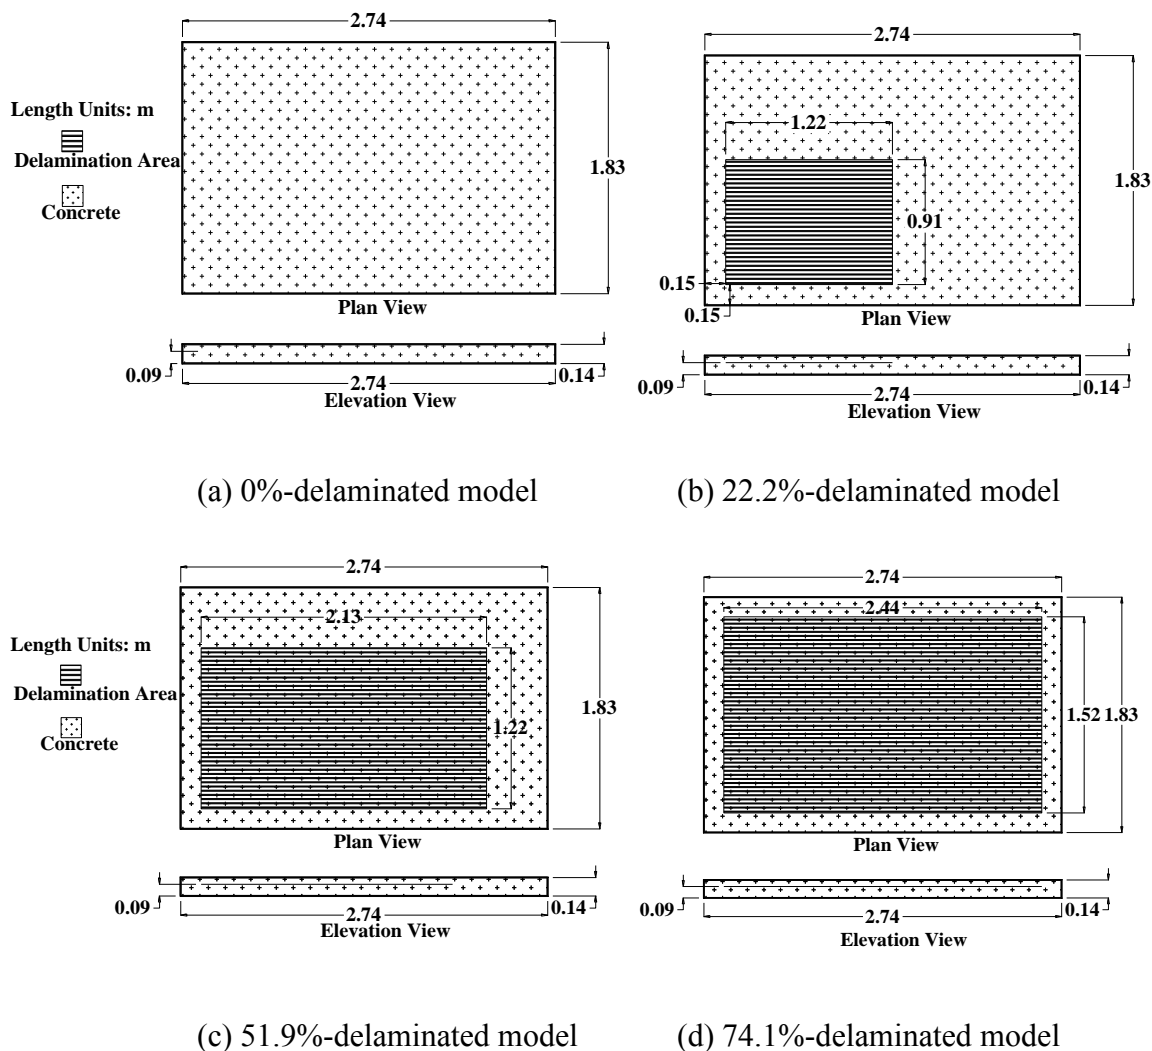 2.74
Length Units: m
Delamination Area
Concrete
1.83
Plan View
0.09
0.14
2.74
Elevation View
2.74
1.22
1.83
0.91
0.15
0.15
Plan View
0.09
0.14
2.74
Elevation View
(a) 0%-delaminated model
(b) 22.2%-delaminated model
2.74
Length Units: m
Delamination Area
Concrete
2.13
1.83
1.22
Plan View
0.09
0.14
2.74
Elevation View
2.74
2.44
1.52
1.83
Plan View
0.09
0.14
2.74
Elevation View
(c) 51.9%-delaminated model
(d) 74.1%-delaminated model